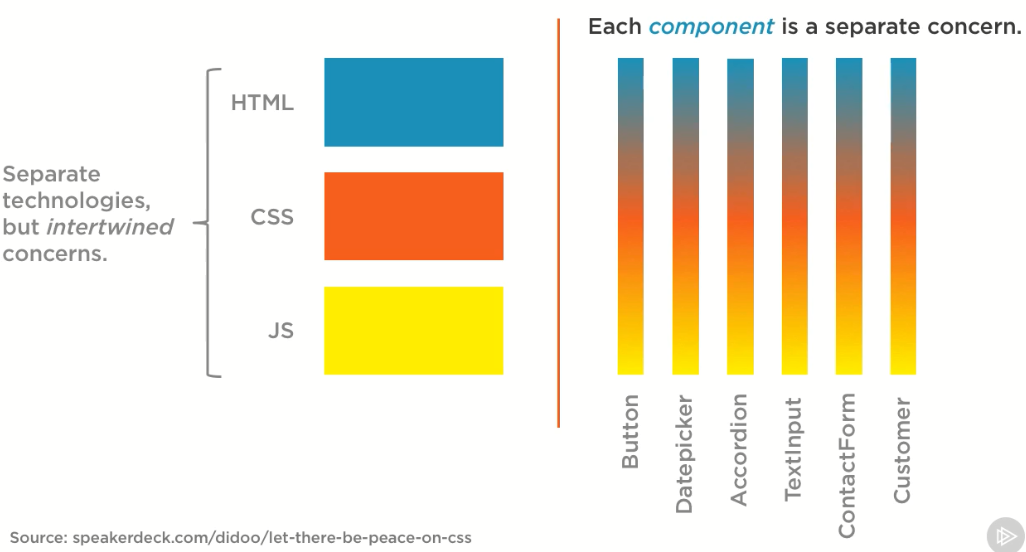 Each component is a separate concern.
HTML
Separate
technologies,
but intertwined
concerns.
CSS
JS
Button
Datepicker
Accordion
TextInput
ContactForm
Customer
Source: speakerdeck.com/didoo/let-there-be-peace-on-css